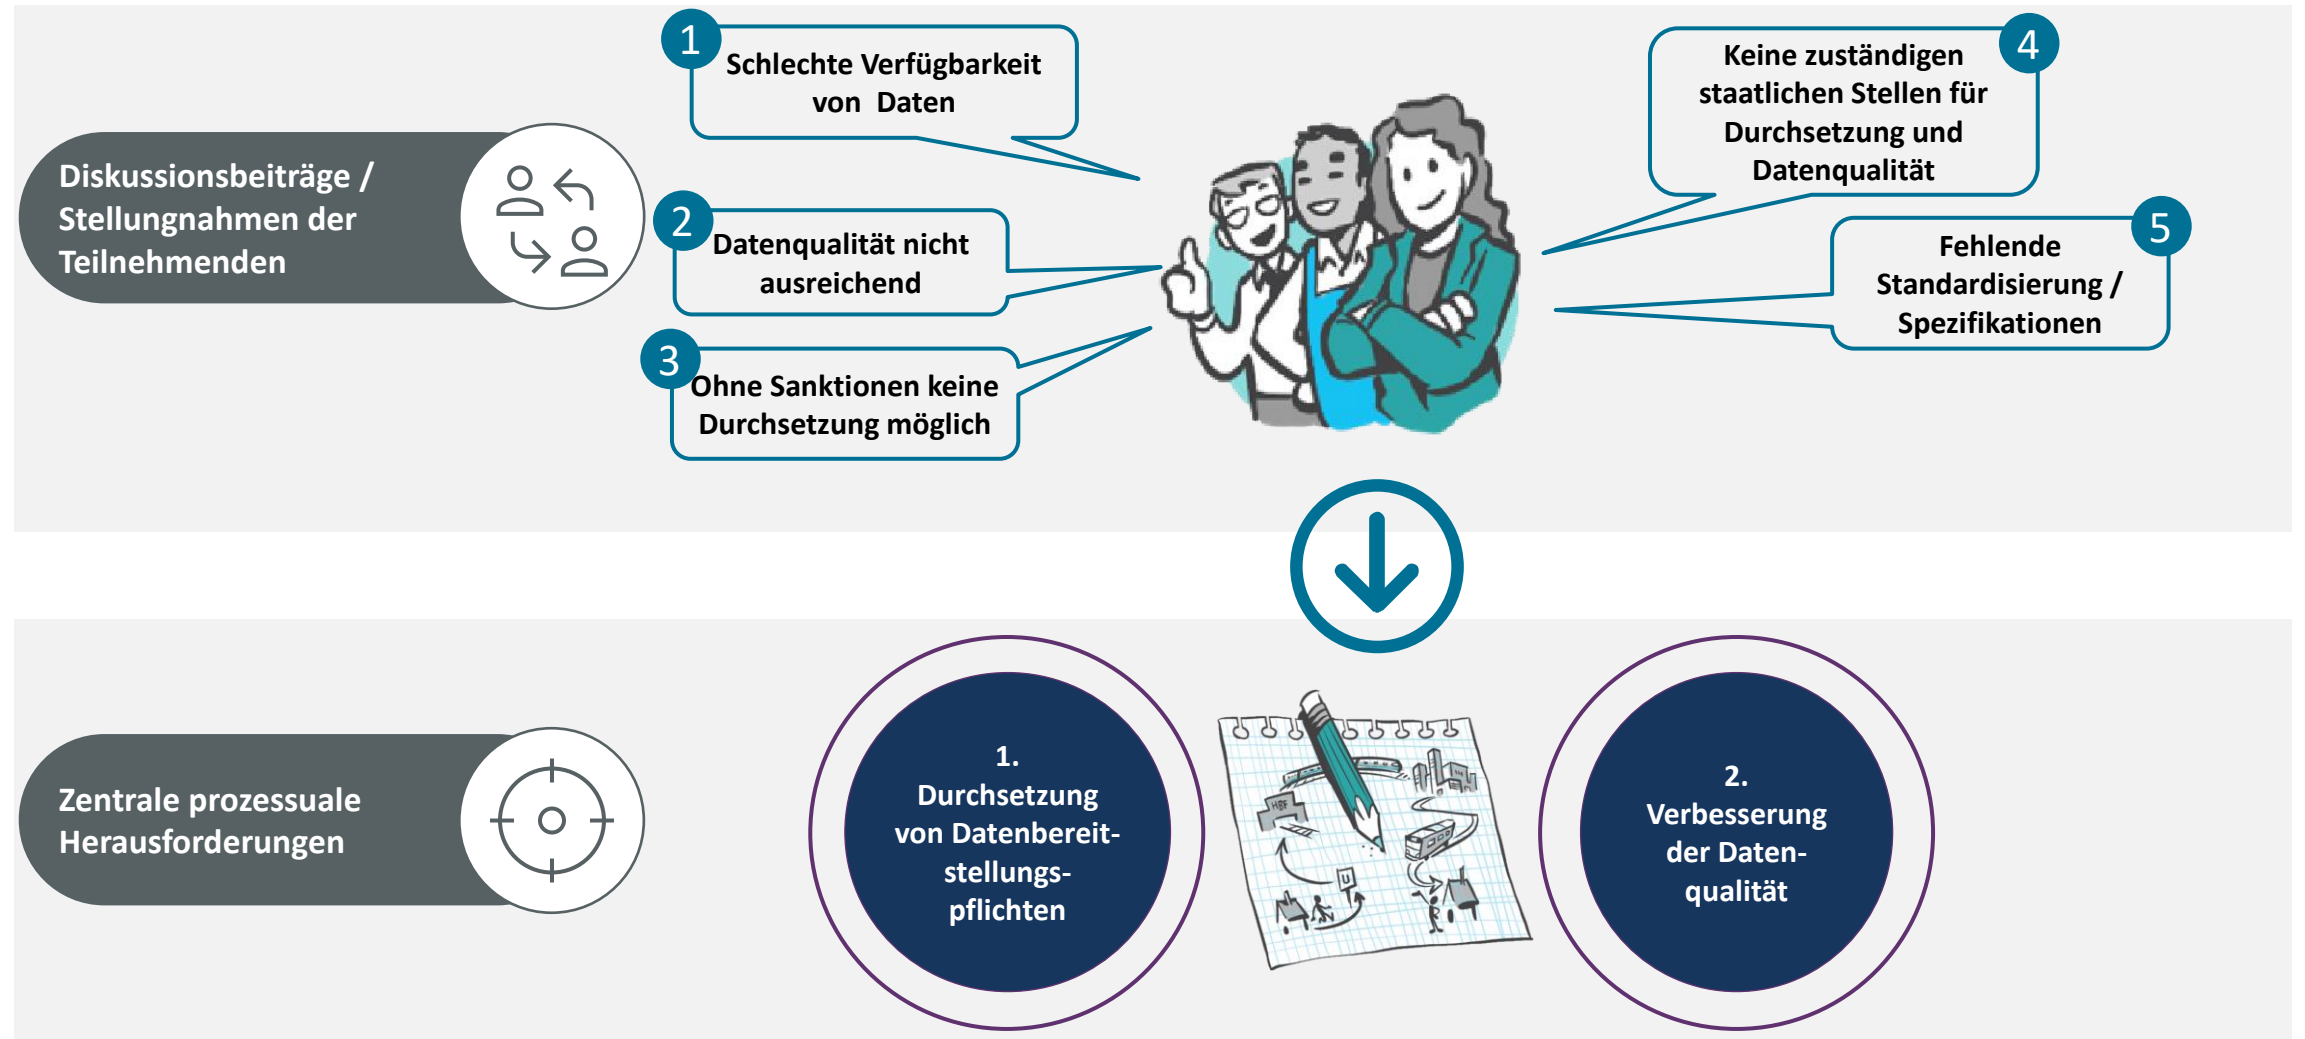 Diskussionsbeiträge /
Stellungnahmen der
Teilnehmenden
1
Schlechte Verfügbarkeit
von Daten
2
Datenqualität nicht
ausreichend
3
Ohne Sanktionen keine
Durchsetzung möglich
4
Keine zuständigen
staatlichen Stellen für
Durchsetzung und
Datenqualität
5
Fehlende
Standardisierung /
Spezifikationen
Zentrale prozessuale
Herausforderungen
1.
Durchsetzung
von Datenbereit-
stellungs-
pflichten
HBF
U
2.
Verbesserung
der Daten-
qualität